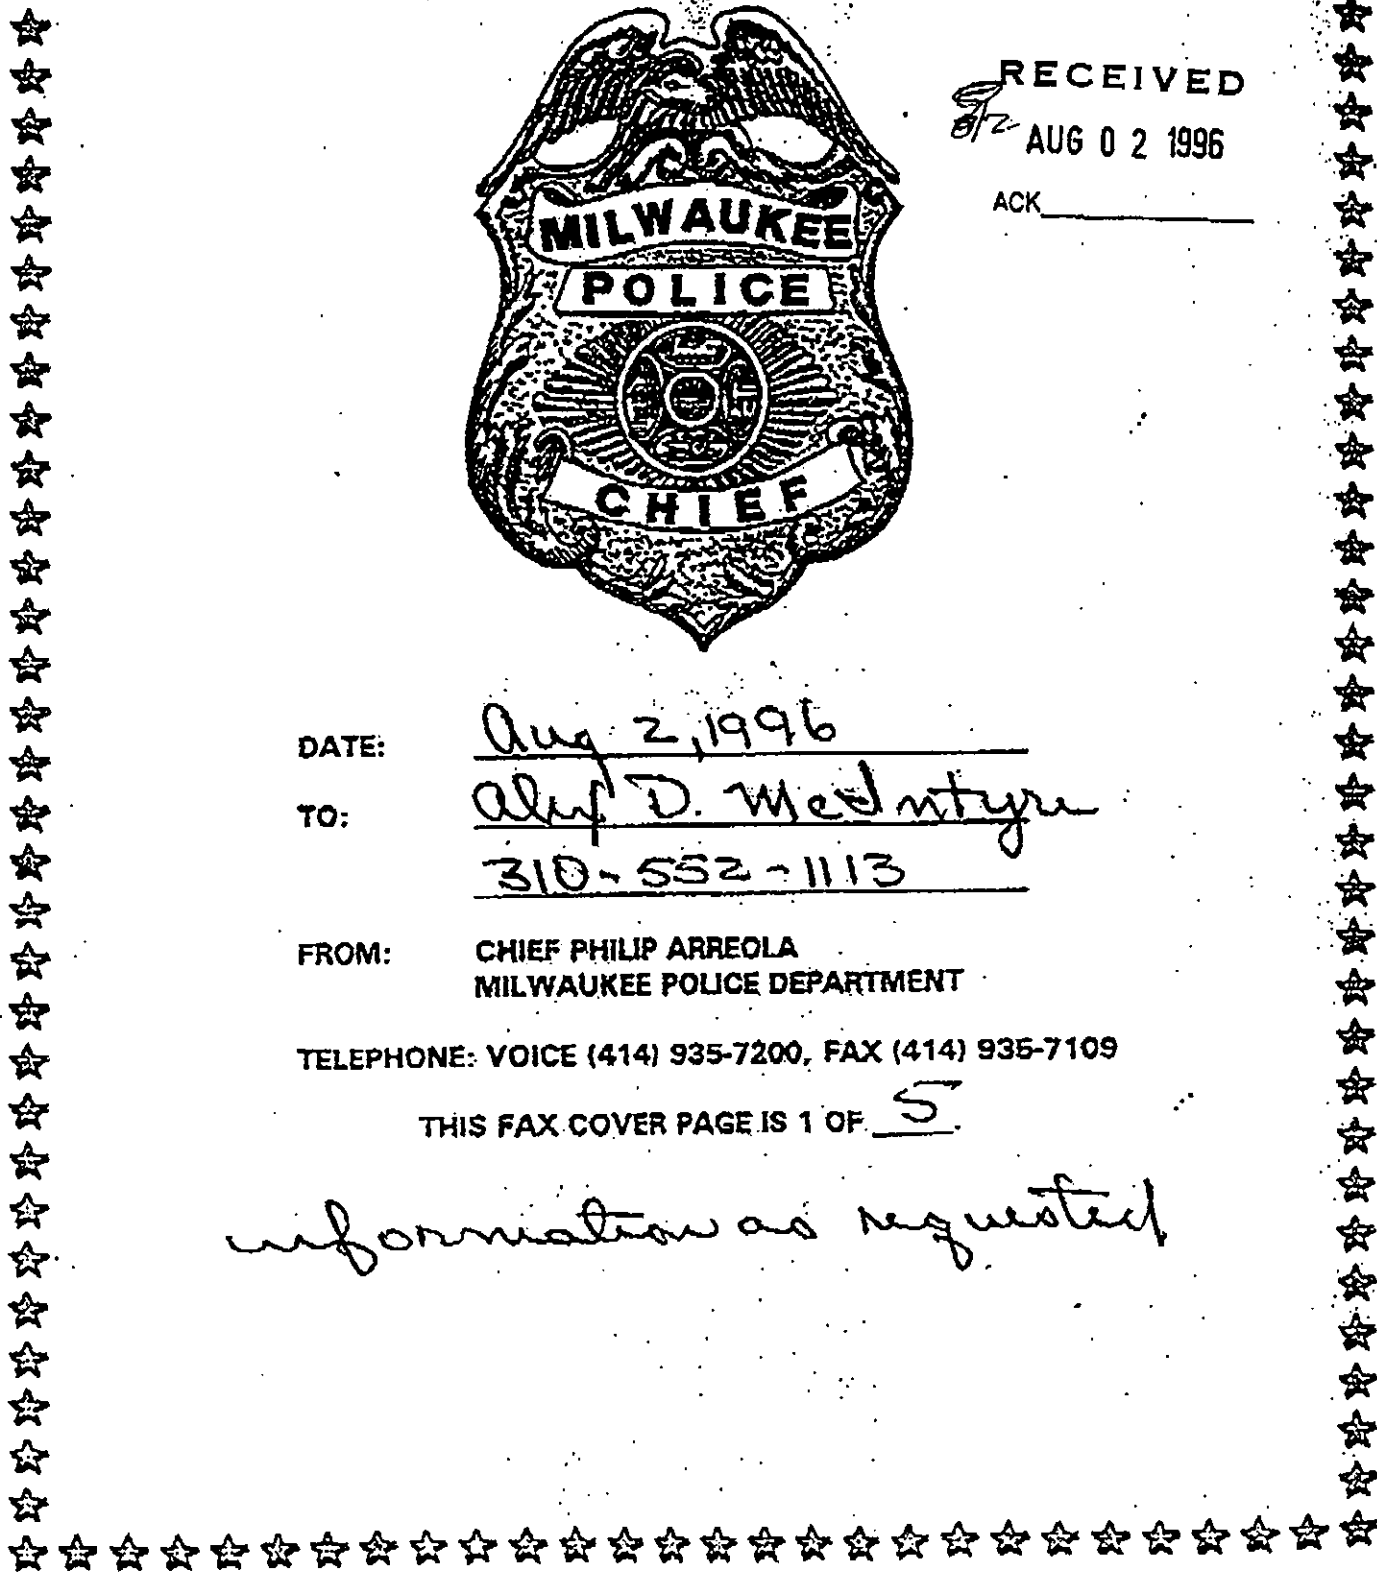 RECEIVED
8/2 AUG 02 1996
ACK
MILWAUKEE
POLICE
CHIEF
DATE: Aug 2, 1996
TO: D. McIntyre
310-552-1113
FROM: CHIEF PHILIP ARREOLA
MILWAUKEE POLICE DEPARTMENT
TELEPHONE: VOICE (414) 935-7200, FAX (414) 935-7109
THIS FAX COVER PAGE IS 1 OF 5.
information as requested